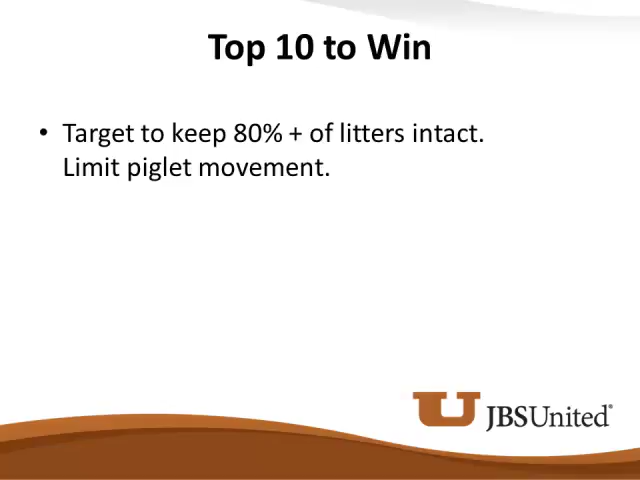 Top 10 to Win
• Target to keep 80% + of litters intact.
Limit piglet movement.
JBSUnited®